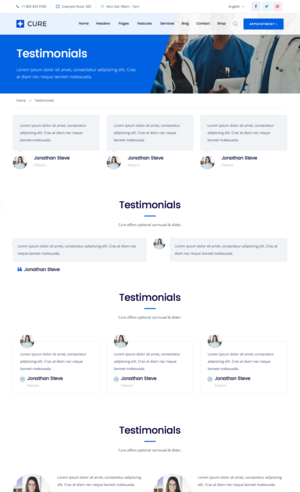 +1 800 834 5789
Example Road, 384
Mon-Sat: 08am - 7pm
English
CURE
Home Headers Pages Features Services Blog Contact Shop
APPOINTMENT
Testimonials
Lorem ipsum dolor sit amet, consectetur adipiscing elit. Cras at
diam nec neque laoreet malesuada.
Home > Testimonials
Lorem ipsum dolor sit amet, consectetur
adipiscing elit. Cras at diam nec neque
laoreet malesuada.
Jonathan Steve
Patient
Lorem ipsum dolor sit amet, consectetur
adipiscing elit. Cras at diam nec neque
laoreet malesuada.
Jonathan Steve
Patient
Lorem ipsum dolor sit amet, consectetur
adipiscing elit. Cras at diam nec neque
laoreet malesuada.
Jonathan Steve
Patient
Testimonials
Cure offers optional carrousel & slider.
Lorem ipsum dolor sit amet, consectetur adipiscing elit. Cras at diam nec
neque laoreet malesuada.
Jonathan Steve
Lorem ipsum dolor sit amet, consectetur adipiscing elit. Cras at
diam nec neque laoreet malesuada.
Testimonials
Cure offers optional carrousel & slider.
Lorem ipsum dolor sit amet, consectetur
adipiscing elit. Cras at diam nec neque
laoreet malesuada.
Jonathan Steve
Patient
Lorem ipsum dolor sit amet, consectetur
adipiscing elit. Cras at diam nec neque
laoreet malesuada.
Jonathan Steve
Patient
Lorem ipsum dolor sit amet, consectetur
adipiscing elit. Cras at diam nec neque
laoreet malesuada.
Jonathan Steve
Patient
Testimonials
Cure offers optional carrousel & slider.
Lorem ipsum dolor sit amet, consectetur
adipiscing elit. Cras at diam nec neque
Lorem ipsum dolor sit amet, consectetur
adipiscing elit. Cras at diam nec neque